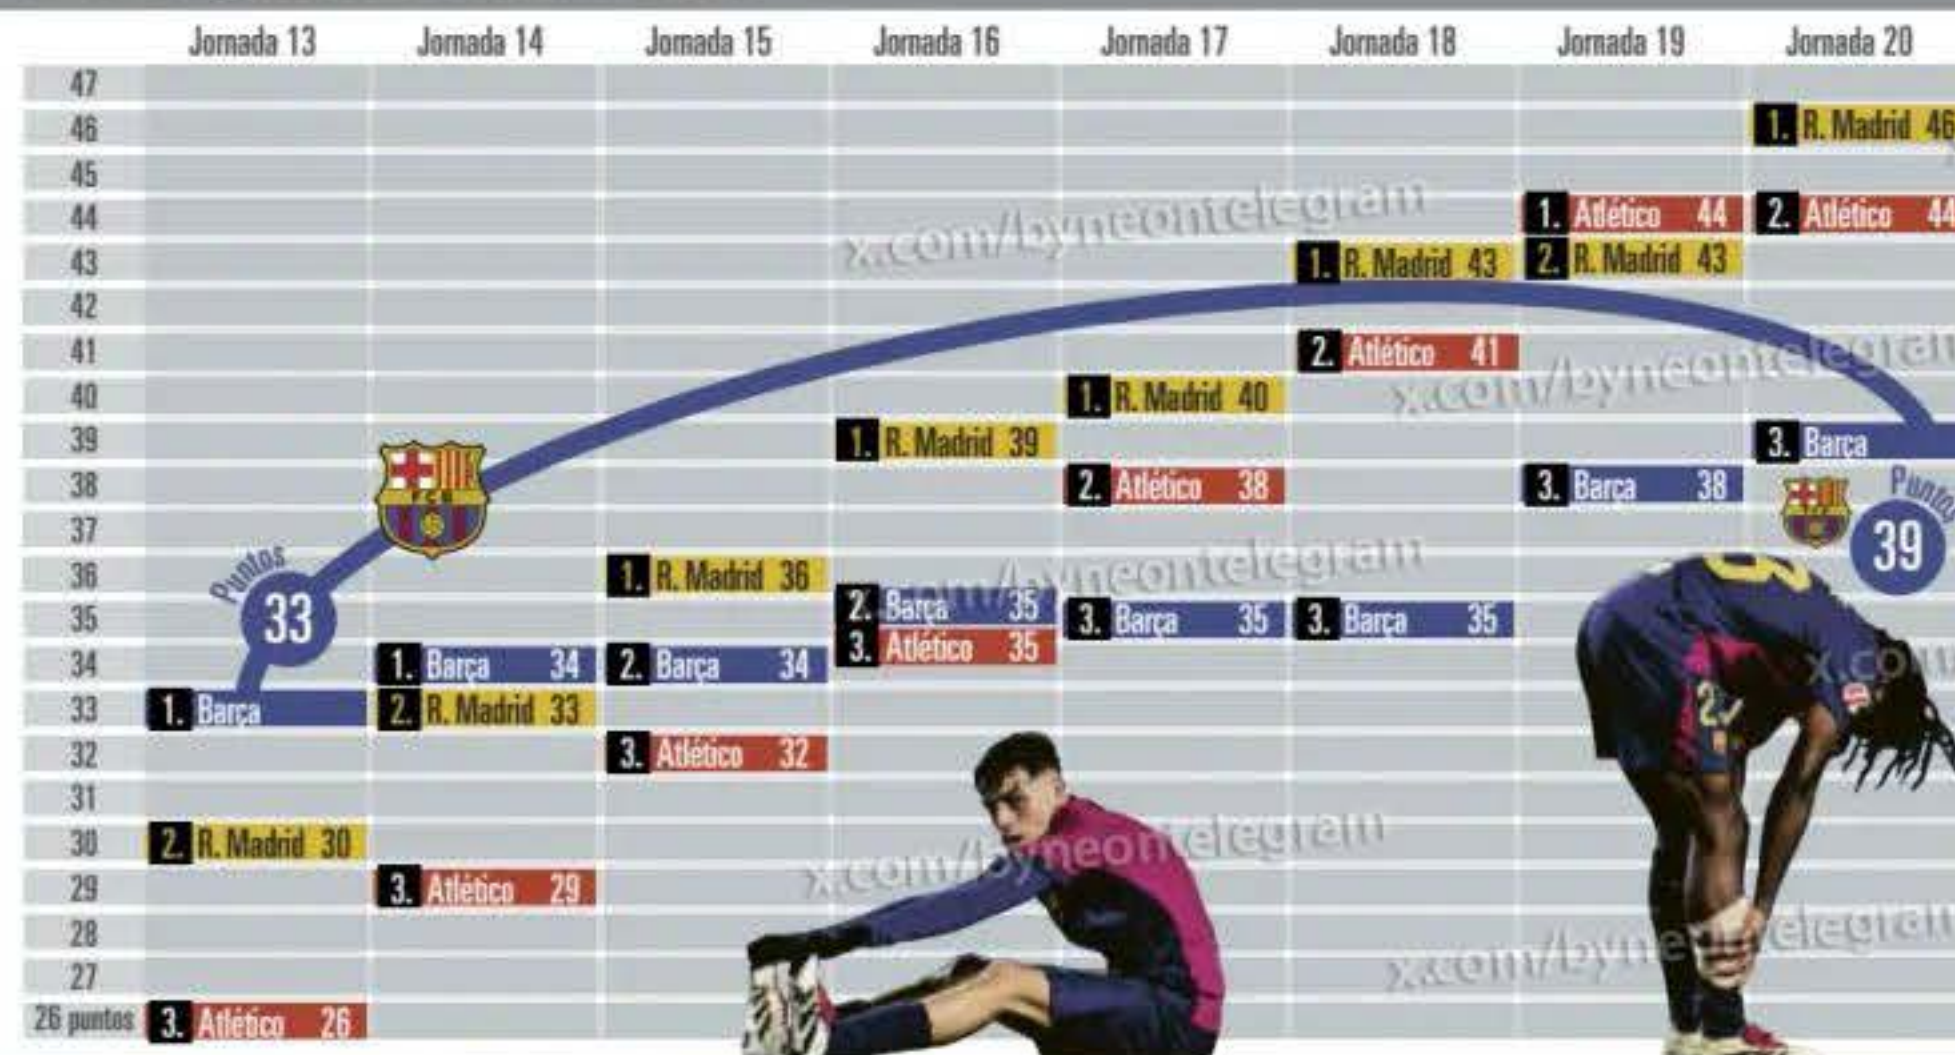 Jornada 13 Jornada 14 Jornada 15 Jornada 16 Jornada 17 Jornada 18 Jornada 19 Jornada 20
47
46 1. R. Madrid 46
45
44 1. Atlético 44 2. Atlético 44
x.com/byneontelegram
43 1. R. Madrid 43 2. R. Madrid 43
42
41 2. Atlético 41
x.com/byneontelegram
40 1. R. Madrid 40
39 1. R. Madrid 39 3. Barça
FCB
38 2. Atlético 38 3. Barça 38
Puntos
39
37
Puntos
33
36 1. R. Madrid 36
x.com/byneontelegram
35 2. Barça 35 3. Barça 35 3. Barça 35
34 1. Barça 34 2. Barça 34 3. Atlético 35
x.com
33 1. Barça 2. R. Madrid 33
32 3. Atlético 32
31
30 2. R. Madrid 30
x.com/byneontelegram
29 3. Atlético 29
28
x.com/byneontelegram
27
26 puntos 3. Atlético 26